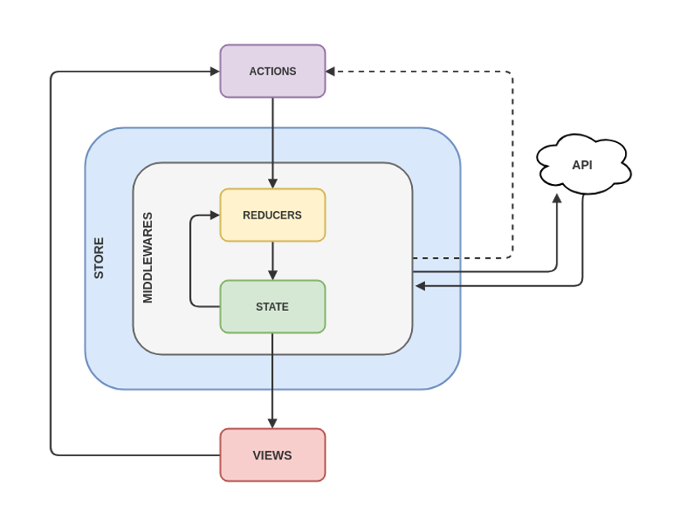 ACTIONS
API
STORE
MIDDLEWARES
REDUCERS
STATE
VIEWS